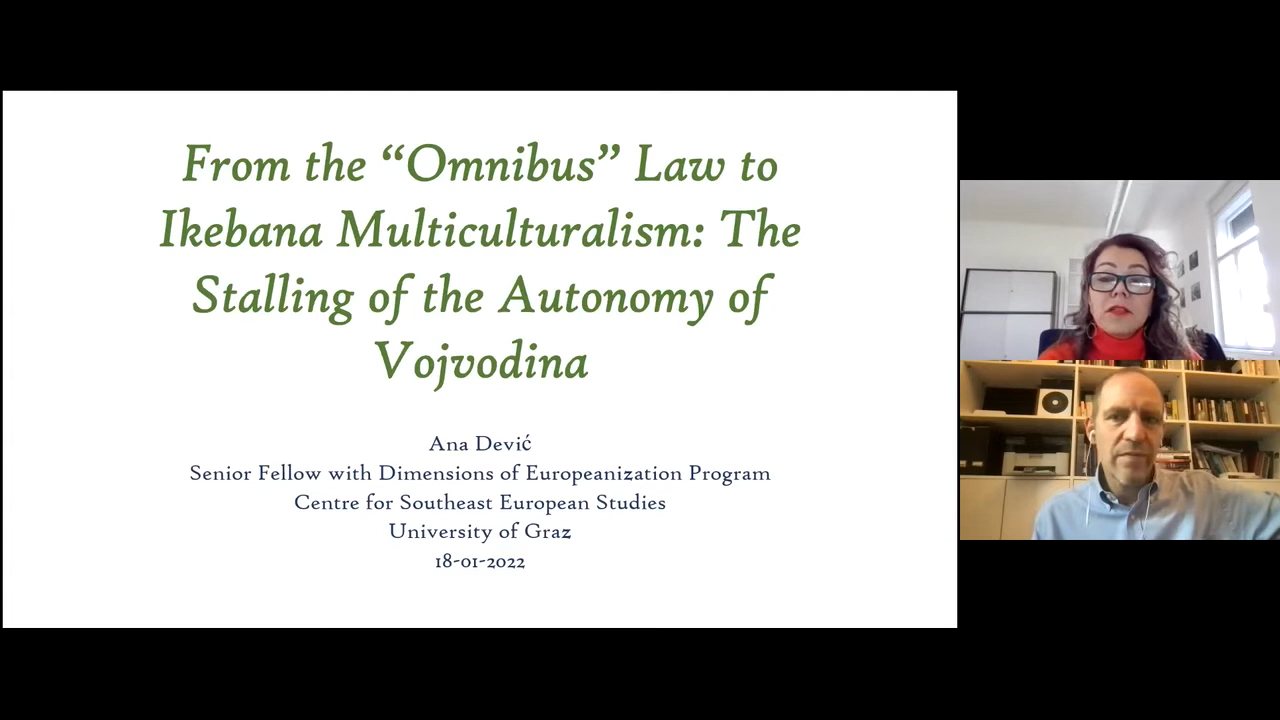 From the “Omnibus” Law to
Ikebana Multiculturalism: The
Stalling of the Autonomy of
Vojvodina
Ana Dević
Senior Fellow with Dimensions of Europeanization Program
Centre for Southeast European Studies
University of Graz
18-01-2022